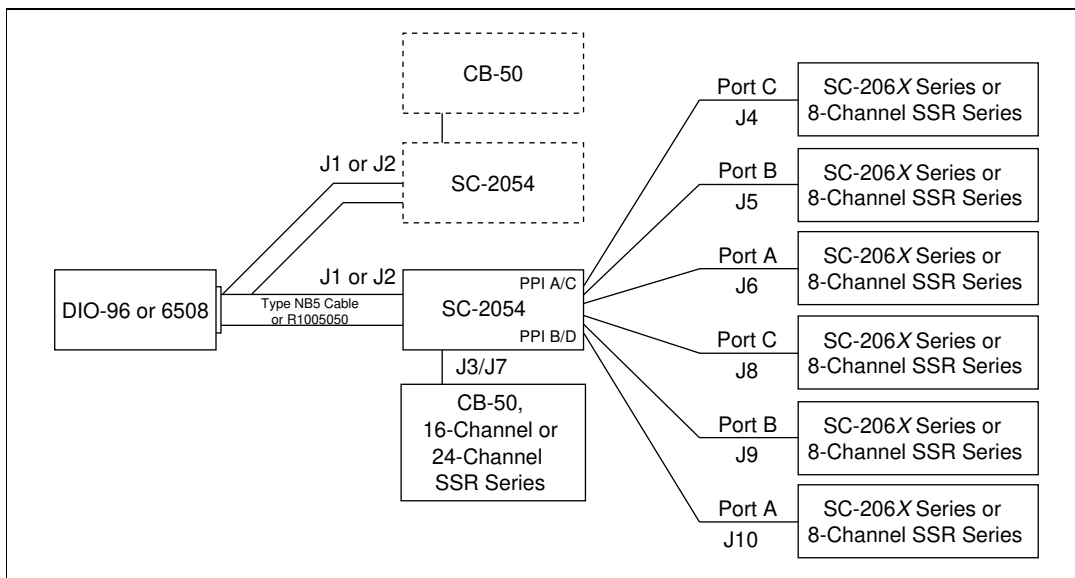 CB-50
J1 or J2
SC-2054
DIO-96 or 6508
J1 or J2
Type NB5 Cable
or R1005050
SC-2054
PPI A/C
PPI B/D
J3/J7
CB-50,
16-Channel or
24-Channel
SSR Series
Port C
J4
SC-206X Series or
8-Channel SSR Series
Port B
J5
SC-206X Series or
8-Channel SSR Series
Port A
J6
SC-206X Series or
8-Channel SSR Series
Port C
J8
SC-206X Series or
8-Channel SSR Series
Port B
J9
SC-206X Series or
8-Channel SSR Series
Port A
J10
SC-206X Series or
8-Channel SSR Series